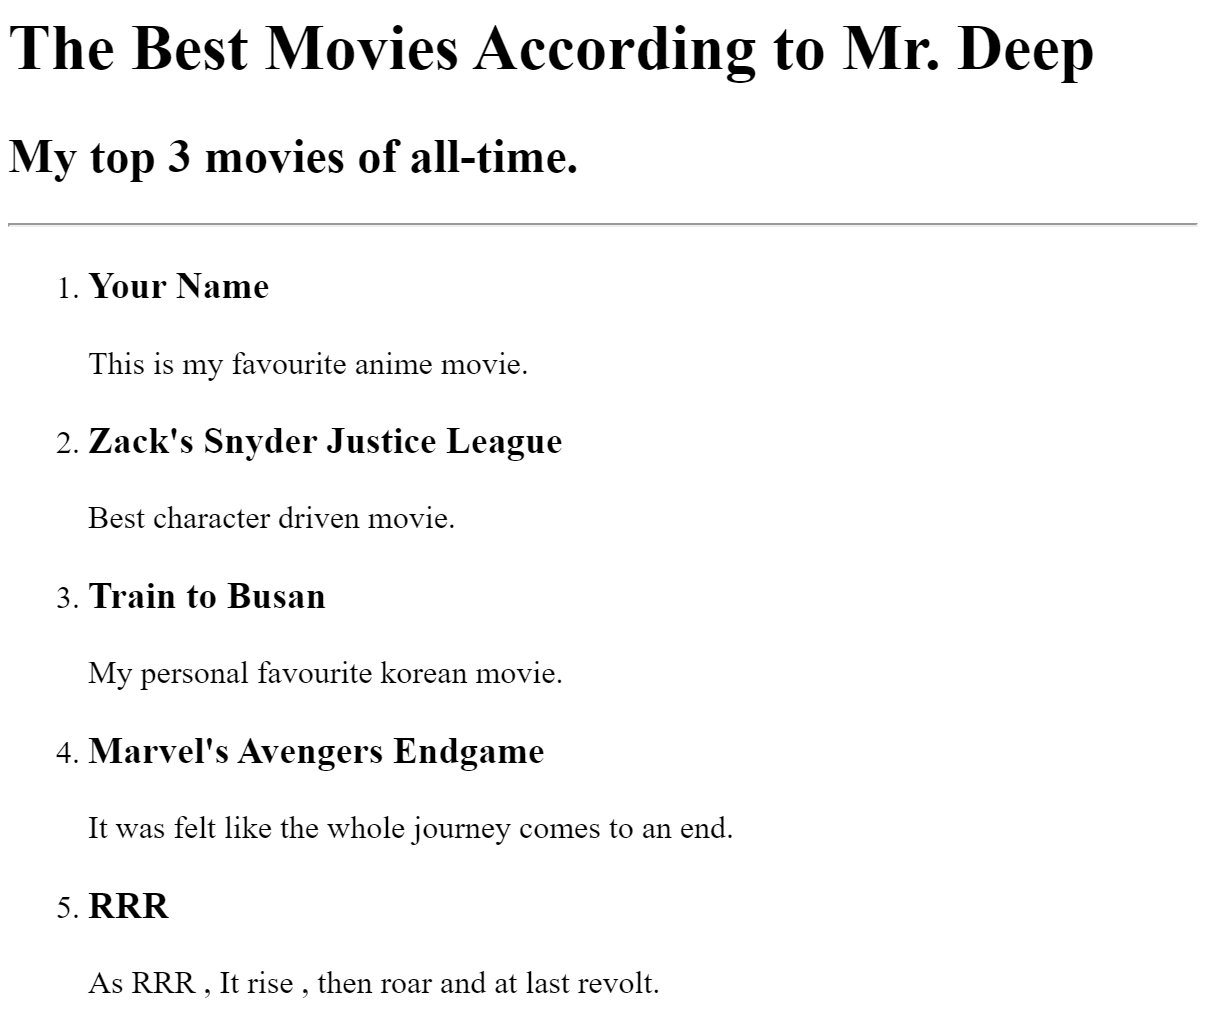 The Best Movies According to Mr. Deep
My top 3 movies of all-time.
1. Your Name
This is my favourite anime movie.
2. Zack's Snyder Justice League
Best character driven movie.
3. Train to Busan
My personal favourite korean movie.
4. Marvel's Avengers Endgame
It was felt like the whole journey comes to an end.
5. RRR
As RRR , It rise , then roar and at last revolt.